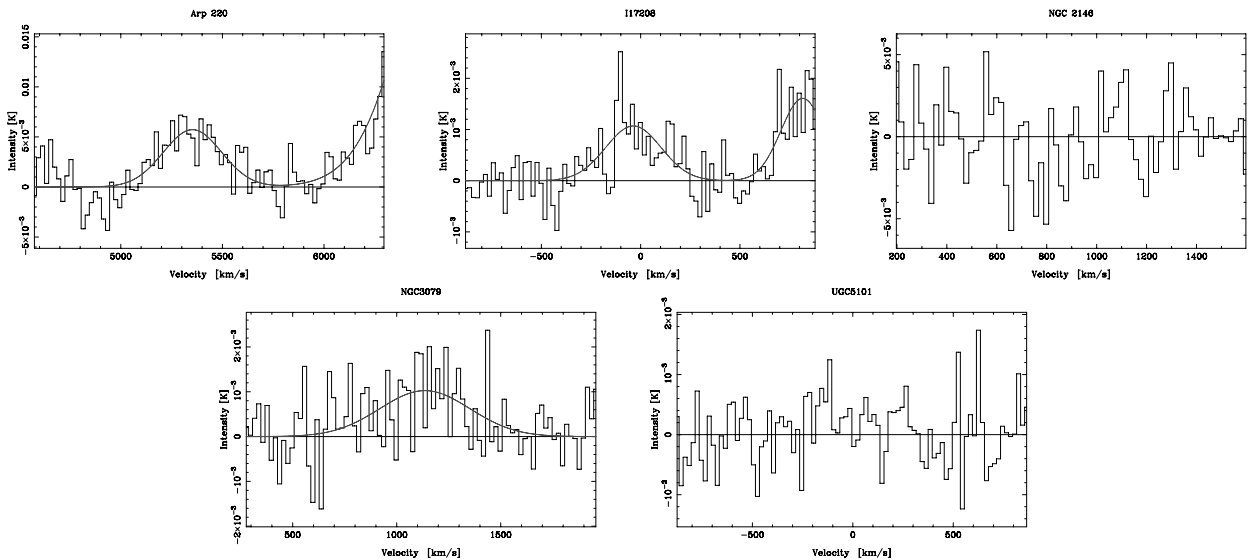 Arp 220
Intensity [K]
0.015
0.01
5×10⁻³
0
−5×10⁻³
5000
5500
6000
Velocity [km/s]
I17208
Intensity [K]
2×10⁻³
10⁻³
0
−10⁻³
−500
0
500
Velocity [km/s]
NGC 2146
Intensity [K]
5×10⁻³
0
−5×10⁻³
200
400
600
800
1000
1200
1400
Velocity [km/s]
NGC3079
Intensity [K]
2×10⁻³
10⁻³
0
−10⁻³
−2×10⁻³
500
1000
1500
Velocity [km/s]
UGC5101
Intensity [K]
2×10⁻³
10⁻³
0
−10⁻³
−500
0
500
Velocity [km/s]